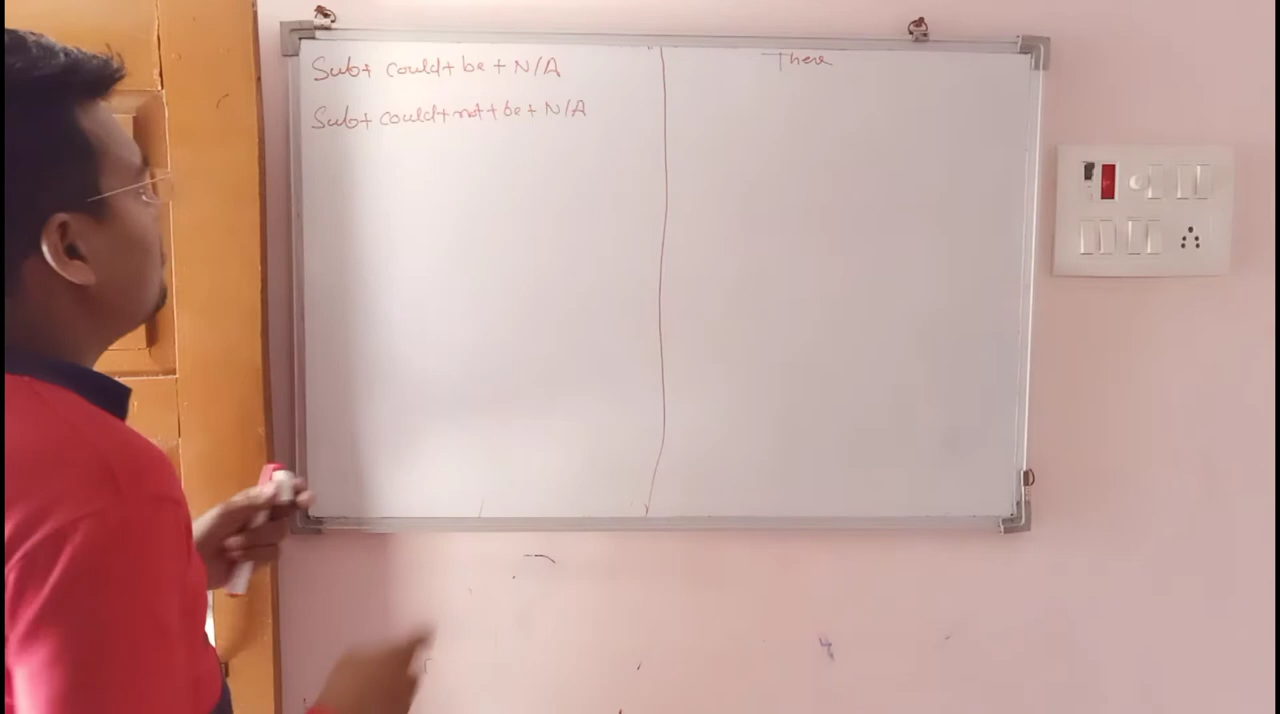 Sub+ could+ be + N/A
Sub+ could+not+be+N/A
There